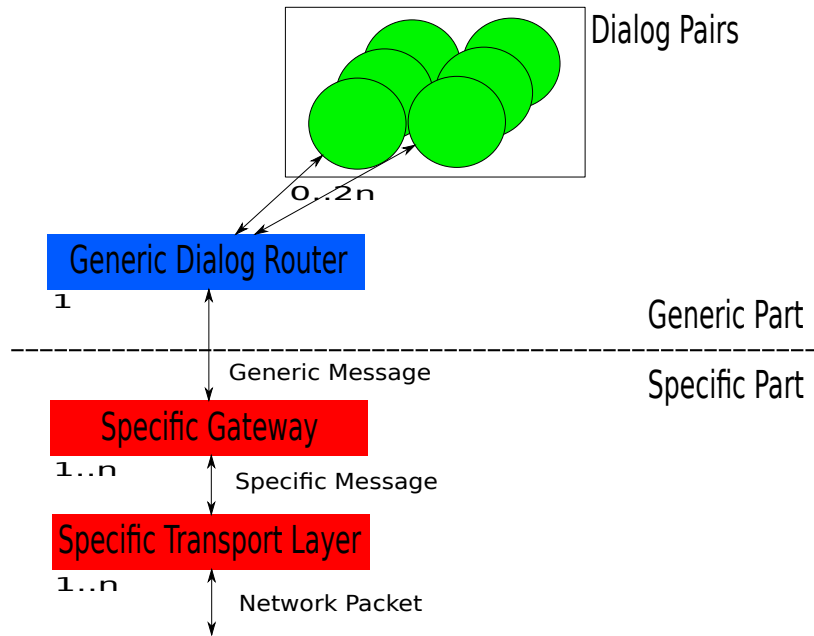 Dialog Pairs
0..2n
Generic Dialog Router
1
Generic Part
Generic Message
Specific Part
Specific Gateway
1..n
Specific Message
Specific Transport Layer
1..n
Network Packet